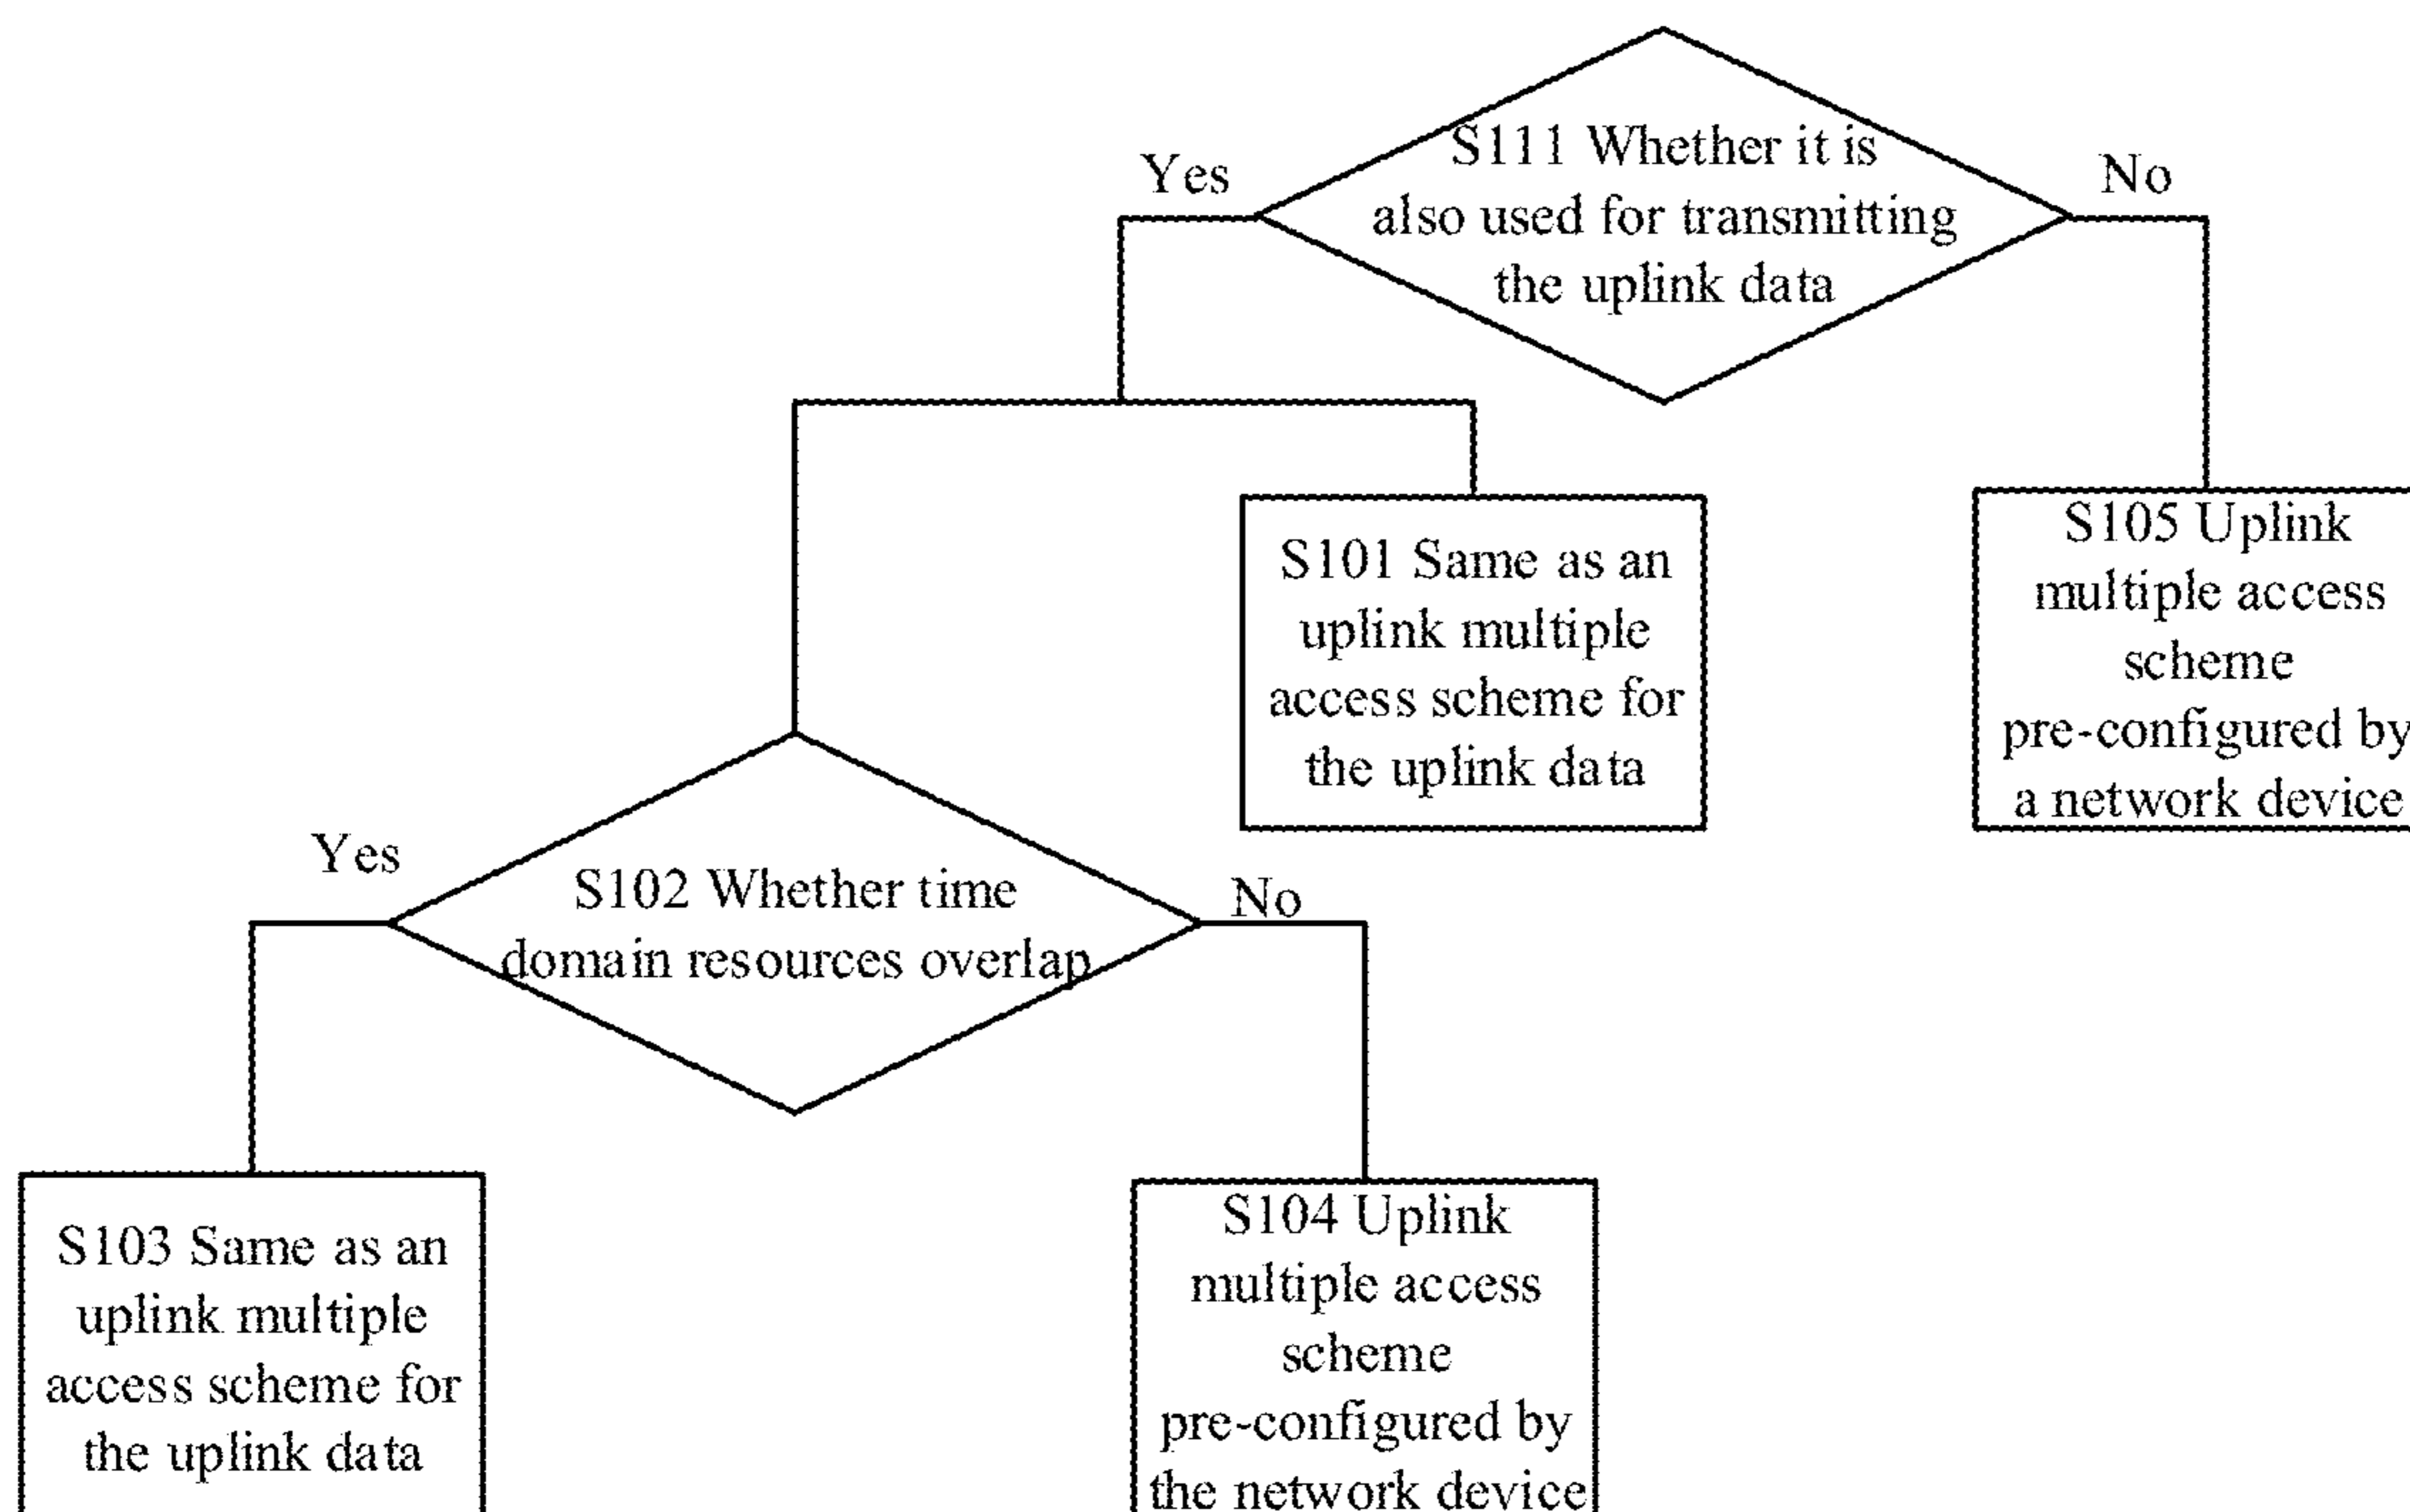 S111 Whether it is
also used for transmitting
the uplink data
Yes
No
S101 Same as an
uplink multiple
access scheme for
the uplink data
S105 Uplink
multiple access
scheme
pre-configured by
a network device
S102 Whether time
domain resources overlap
Yes
No
S103 Same as an
uplink multiple
access scheme for
the uplink data
S104 Uplink
multiple access
scheme
pre-configured by
the network device